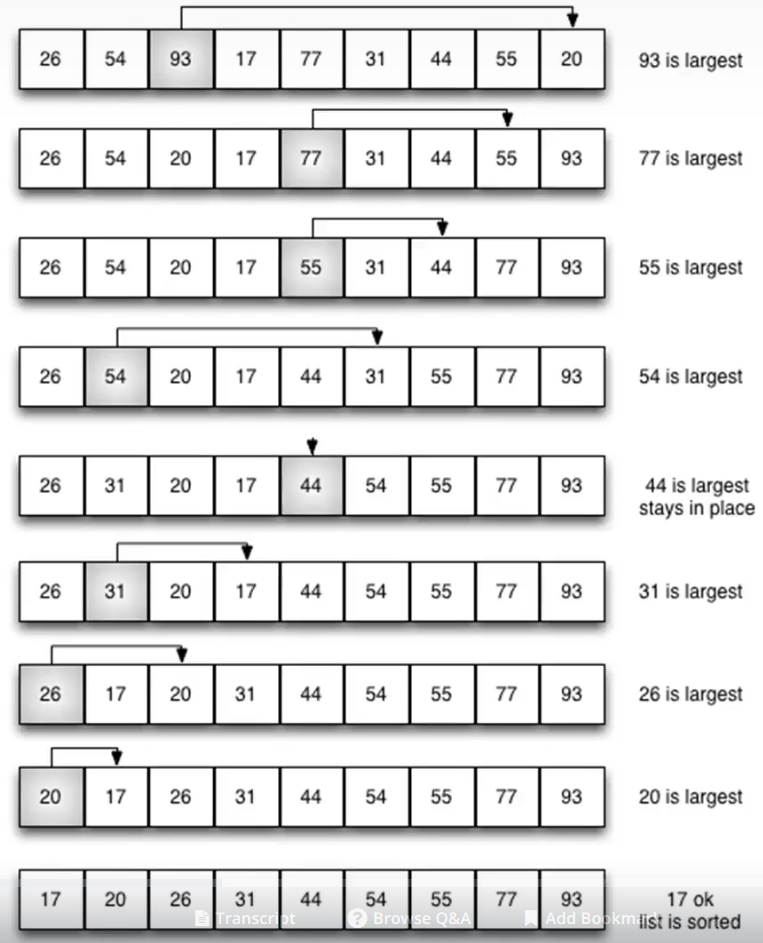 26 54 93 17 77 31 44 55 20 93 is largest
26 54 20 17 77 31 44 55 93 77 is largest
26 54 20 17 55 31 44 77 93 55 is largest
26 54 20 17 44 31 55 77 93 54 is largest
26 31 20 17 44 54 55 77 93 44 is largest
stays in place
26 31 20 17 44 54 55 77 93 31 is largest
26 17 20 31 44 54 55 77 93 26 is largest
20 17 26 31 44 54 55 77 93 20 is largest
17 20 26 31 44 54 55 77 93 17 ok
list is sorted
Transcript Browse Q&A Add Bookmark